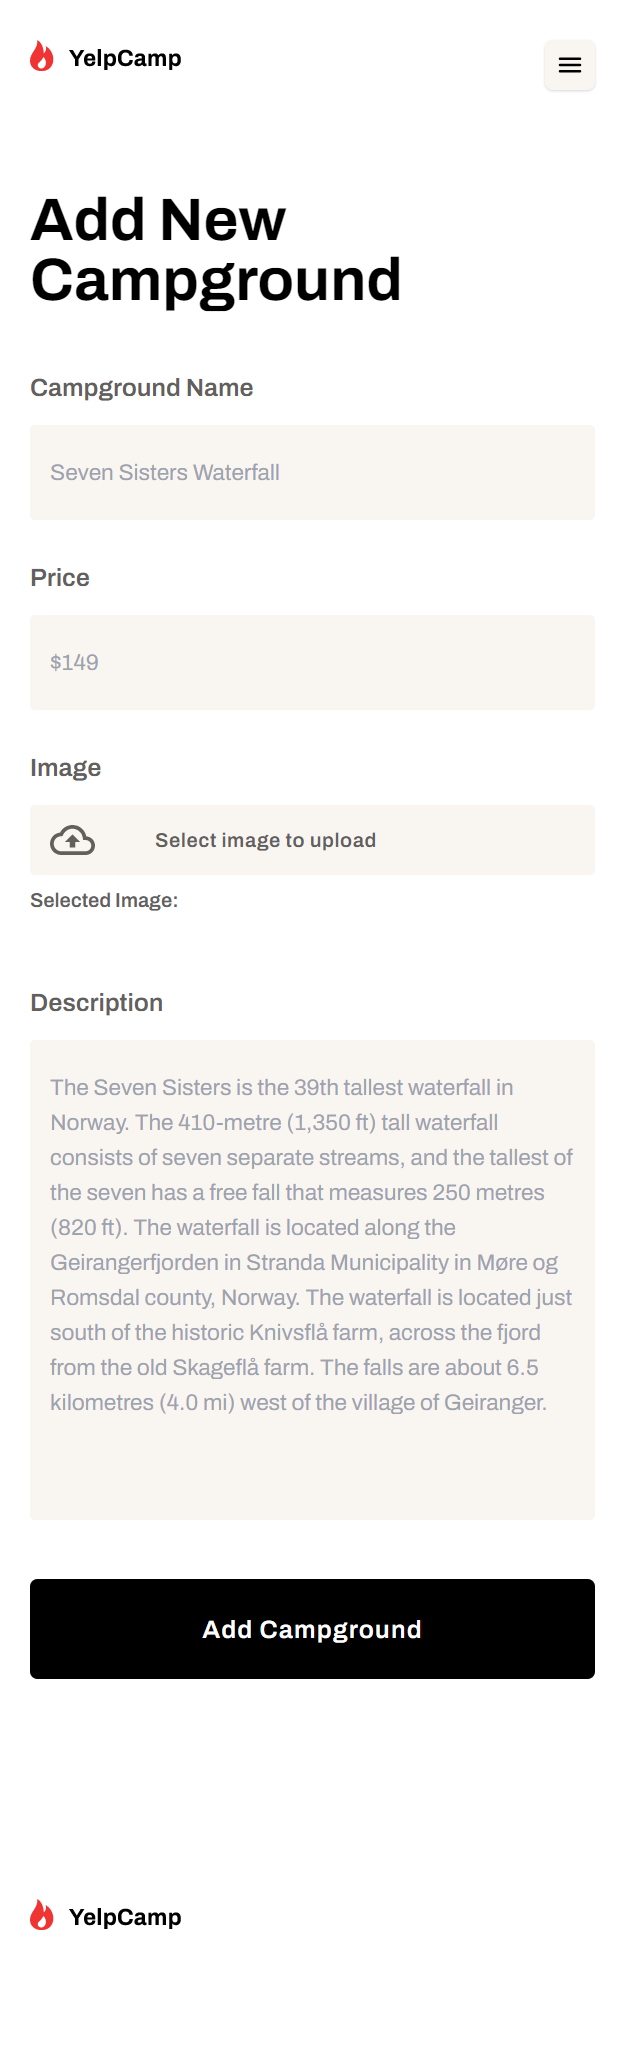 YelpCamp
Add New
Campground
Campground Name
Seven Sisters Waterfall
Price
$149
Image
Select image to upload
Selected Image:
Description
The Seven Sisters is the 39th tallest waterfall in
Norway. The 410-metre (1,350 ft) tall waterfall
consists of seven separate streams, and the tallest of
the seven has a free fall that measures 250 metres
(820 ft). The waterfall is located along the
Geirangerfjorden in Stranda Municipality in Møre og
Romsdal county, Norway. The waterfall is located just
south of the historic Knivsflå farm, across the fjord
from the old Skageflå farm. The falls are about 6.5
kilometres (4.0 mi) west of the village of Geiranger.
Add Campground
YelpCamp